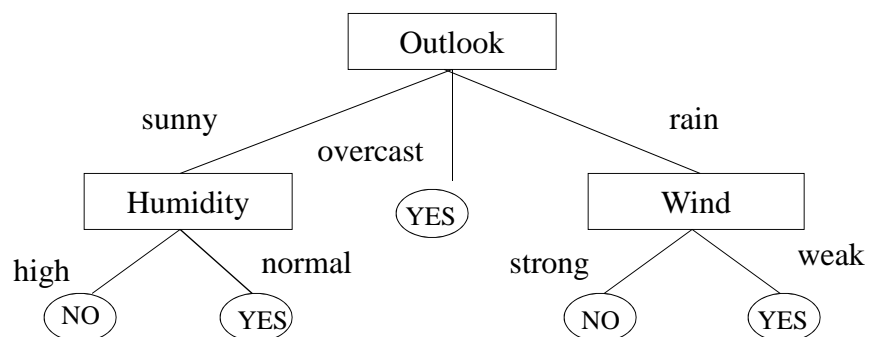 Outlook
sunny
overcast
rain
Humidity
YES
Wind
high
normal
strong
weak
NO
YES
NO
YES